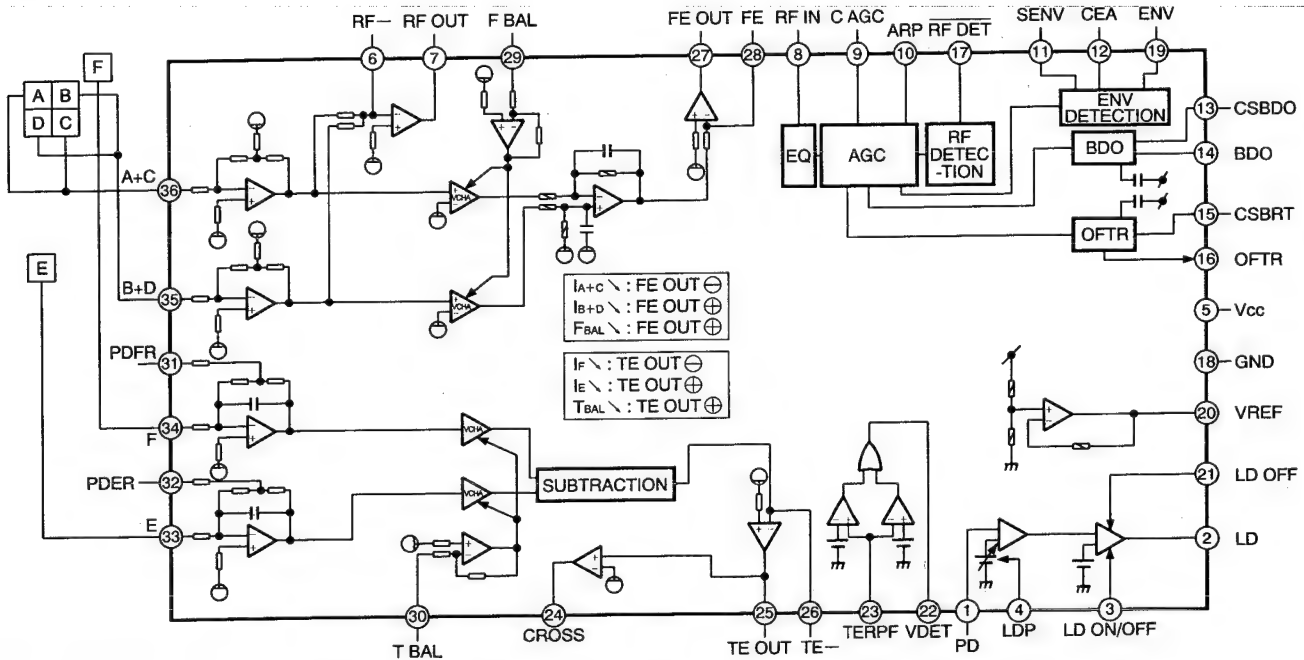 RF− RF OUT F BAL FE OUT FE RF IN C AGC ARP RF DET SENV CEA ENV
6 7 29 27 28 8 9 10 17 11 12 19
F
A B
D C
E
A+C
36
B+D
35
PDFR
31
34
F
PDER
32
E
33
VCHA
VCHA
VCHA
VCHA
EQ
AGC
RF
DETEC
-TION
ENV
DETECTION
BDO
OFTR
13 CSBDO
14 BDO
15 CSBRT
16 OFTR
5 Vcc
18 GND
20 VREF
21 LD OFF
2 LD
IA+C ↘ : FE OUT ⊖
IB+D ↘ : FE OUT ⊕
FBAL ↘ : FE OUT ⊕
IF ↘ : TE OUT ⊖
IE ↘ : TE OUT ⊕
TBAL ↘ : TE OUT ⊕
SUBTRACTION
30 24 25 26 23 22 1 4 3
T BAL CROSS TE OUT TE− TERPF VDET PD LDP LD ON/OFF